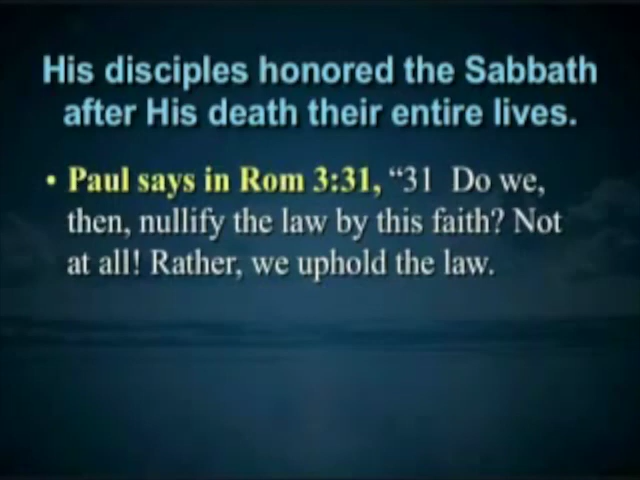 His disciples honored the Sabbath
after His death their entire lives.
• Paul says in Rom 3:31, “31  Do we,
then, nullify the law by this faith? Not
at all! Rather, we uphold the law.